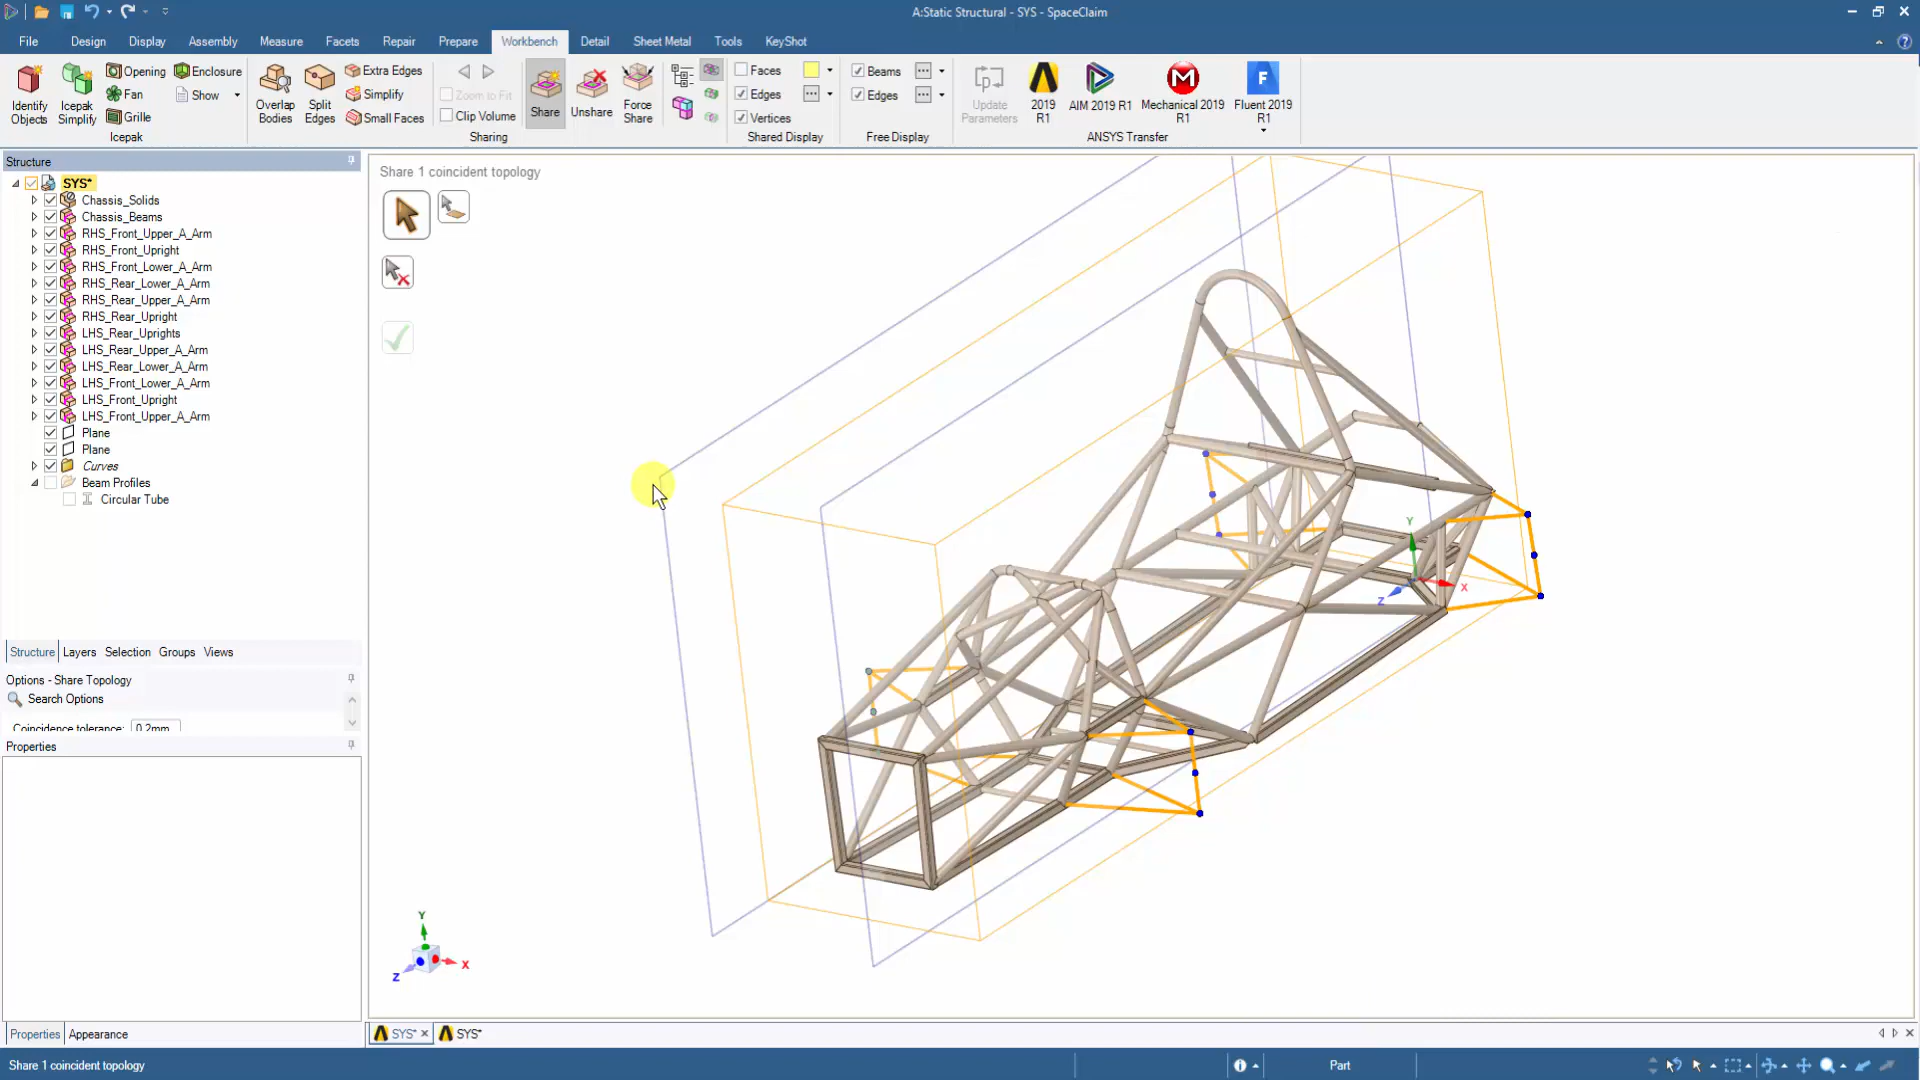 A:Static Structural - SYS - SpaceClaim
File Design Display Assembly Measure Facets Repair Prepare Workbench Detail Sheet Metal Tools KeyShot
Identify Objects
Icepak Simplify
Opening
Fan
Grille
Enclosure
Show
Icepak
Overlap Bodies
Split Edges
Extra Edges
Simplify
Small Faces
Zoom to Fit
Clip Volume
Sharing
Share
Unshare
Force Share
Faces
Edges
Vertices
Shared Display
Beams
Edges
Free Display
Update Parameters
2019 R1
AIM 2019 R1
Mechanical 2019 R1
Fluent 2019 R1
ANSYS Transfer
Structure
SYS*
Chassis_Solids
Chassis_Beams
RHS_Front_Upper_A_Arm
RHS_Front_Upright
RHS_Front_Lower_A_Arm
RHS_Rear_Lower_A_Arm
RHS_Rear_Upper_A_Arm
RHS_Rear_Upright
LHS_Rear_Uprights
LHS_Rear_Upper_A_Arm
LHS_Rear_Lower_A_Arm
LHS_Front_Lower_A_Arm
LHS_Front_Upright
LHS_Front_Upper_A_Arm
Plane
Plane
Curves
Beam Profiles
Circular Tube
Structure Layers Selection Groups Views
Options - Share Topology
Search Options
Coincidence tolerance: 0.2mm
Properties
Properties Appearance
Share 1 coincident topology
Y
X
Z
Y
X
Z
SYS* SYS*
Share 1 coincident topology
Part